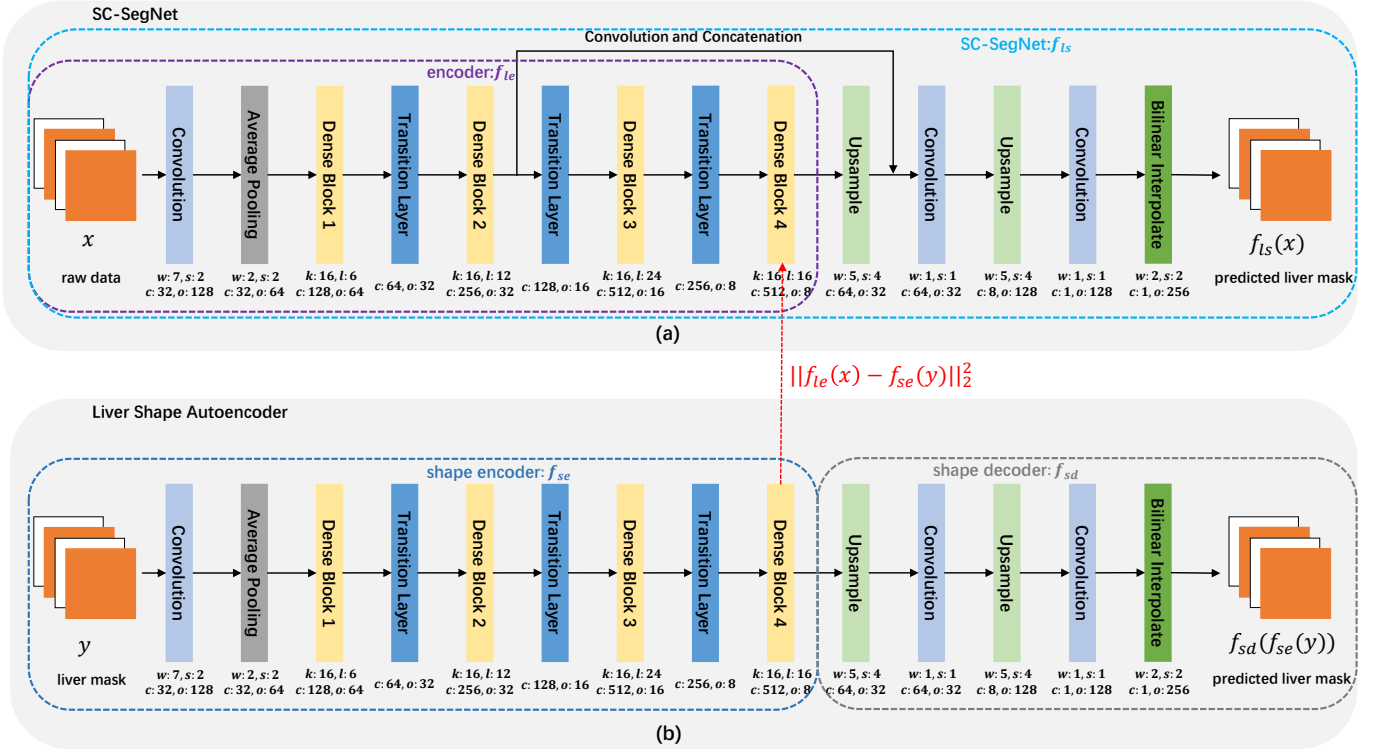 SC-SegNet
Convolution and Concatenation
SC-SegNet:f_ls
encoder:f_le
Convolution
Average Pooling
Dense Block 1
Transition Layer
Dense Block 2
Transition Layer
Dense Block 3
Transition Layer
Dense Block 4
Upsample
Convolution
Upsample
Convolution
Bilinear Interpolate
x
raw data
f_ls(x)
predicted liver mask
w: 7, s: 2
c: 32, o: 128
w: 2, s: 2
c: 32, o: 64
k: 16, l: 6
c: 128, o: 64
c: 64, o: 32
k: 16, l: 12
c: 256, o: 32
c: 128, o: 16
k: 16, l: 24
c: 512, o: 16
c: 256, o: 8
k: 16, l: 16
c: 512, o: 8
w: 5, s: 4
c: 64, o: 32
w: 1, s: 1
c: 64, o: 32
w: 5, s: 4
c: 8, o: 128
w: 1, s: 1
c: 1, o: 128
w: 2, s: 2
c: 1, o: 256
(a)
||f_le(x) − f_se(y)||_2^2
Liver Shape Autoencoder
shape encoder: f_se
shape decoder: f_sd
Convolution
Average Pooling
Dense Block 1
Transition Layer
Dense Block 2
Transition Layer
Dense Block 3
Transition Layer
Dense Block 4
Upsample
Convolution
Upsample
Convolution
Bilinear Interpolate
y
liver mask
f_sd(f_se(y))
predicted liver mask
w: 7, s: 2
c: 32, o: 128
w: 2, s: 2
c: 32, o: 64
k: 16, l: 6
c: 128, o: 64
c: 64, o: 32
k: 16, l: 12
c: 256, o: 32
c: 128, o: 16
k: 16, l: 24
c: 512, o: 16
c: 256, o: 8
k: 16, l: 16
c: 512, o: 8
w: 5, s: 4
c: 64, o: 32
w: 1, s: 1
c: 64, o: 32
w: 5, s: 4
c: 8, o: 128
w: 1, s: 1
c: 1, o: 128
w: 2, s: 2
c: 1, o: 256
(b)